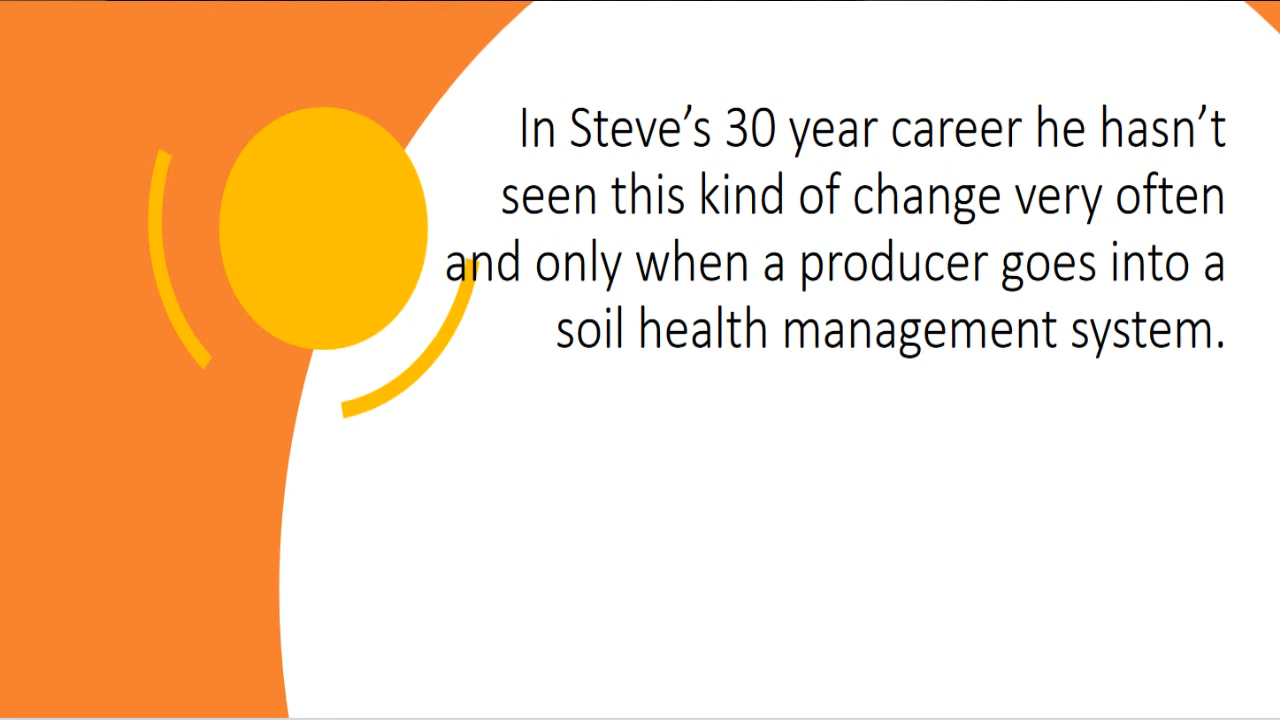 In Steve’s 30 year career he hasn’t
seen this kind of change very often
and only when a producer goes into a
soil health management system.